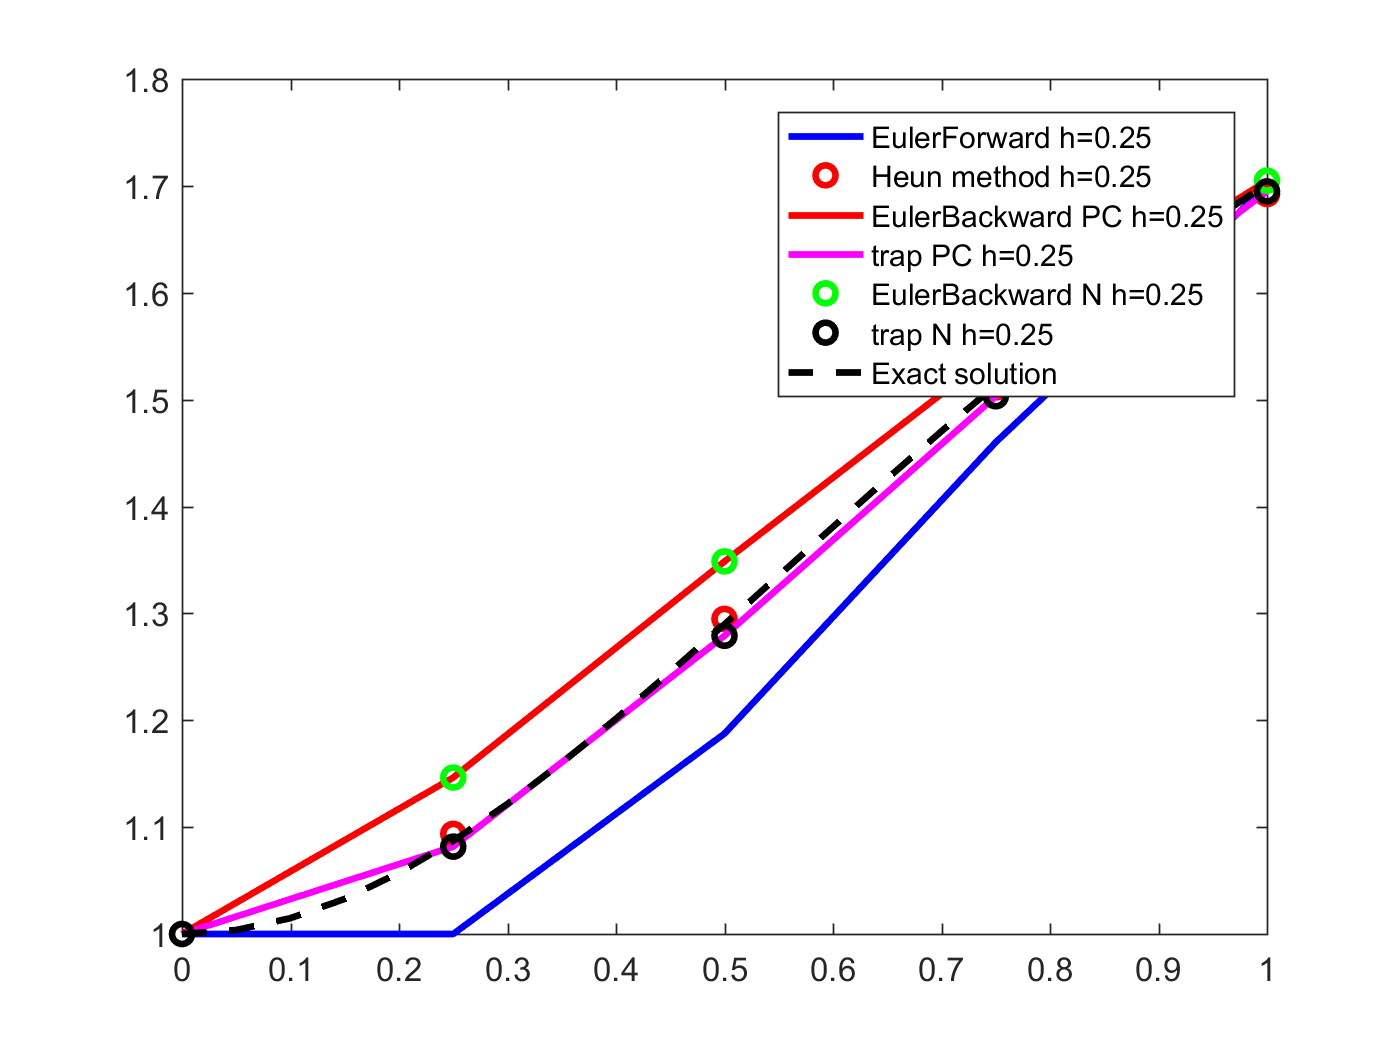 1.8
1.7
1.6
1.5
1.4
1.3
1.2
1.1
1
EulerForward h=0.25
Heun method h=0.25
EulerBackward PC h=0.25
trap PC h=0.25
EulerBackward N h=0.25
trap N h=0.25
Exact solution
0 0.1 0.2 0.3 0.4 0.5 0.6 0.7 0.8 0.9 1